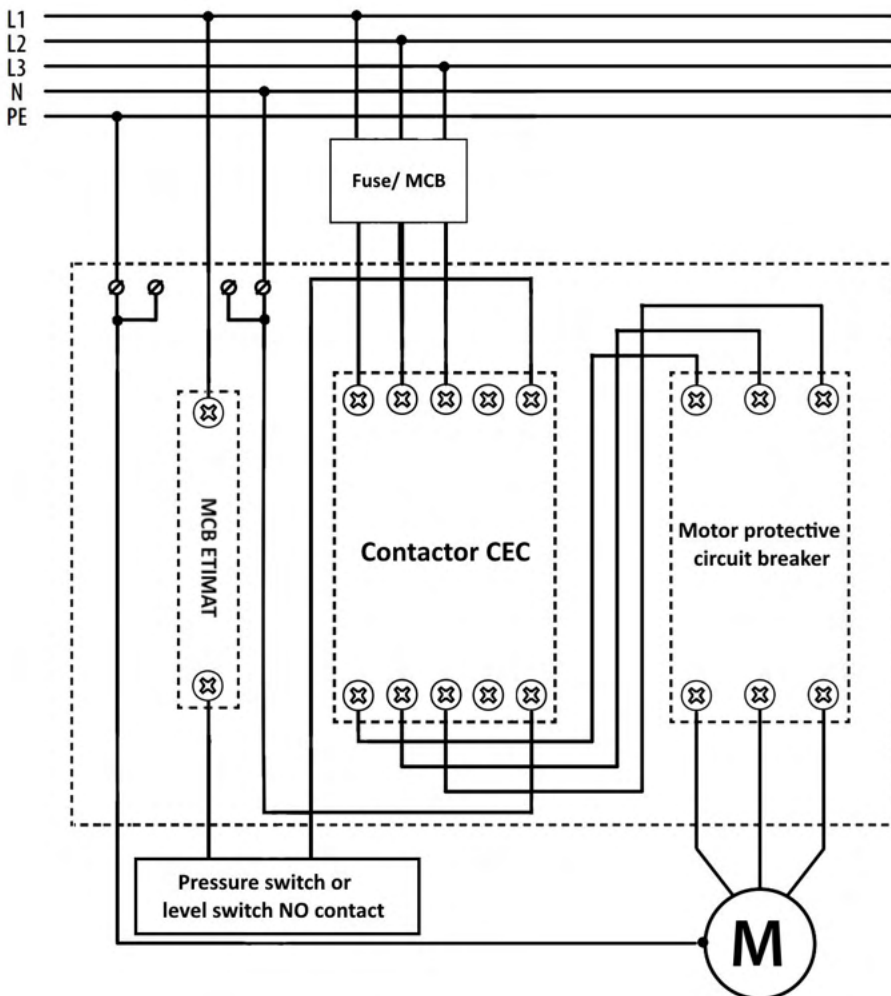 L1
L2
L3
N
PE
Fuse/ MCB
MCB ETIMAT
Contactor CEC
Motor protective
circuit breaker
Pressure switch or
level switch NO contact
M